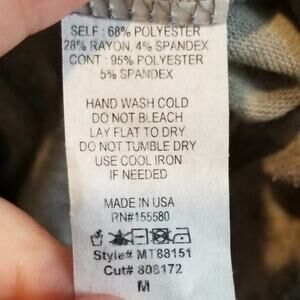 SELF : 68% POLYESTER
28% RAYON, 4% SPANDEX
CONT : 95% POLYESTER
5% SPANDEX
HAND WASH COLD
DO NOT BLEACH
LAY FLAT TO DRY
DO NOT TUMBLE DRY
USE COOL IRON
IF NEEDED
MADE IN USA
RN#155580
Style# MT88151
Cut# 808172
M